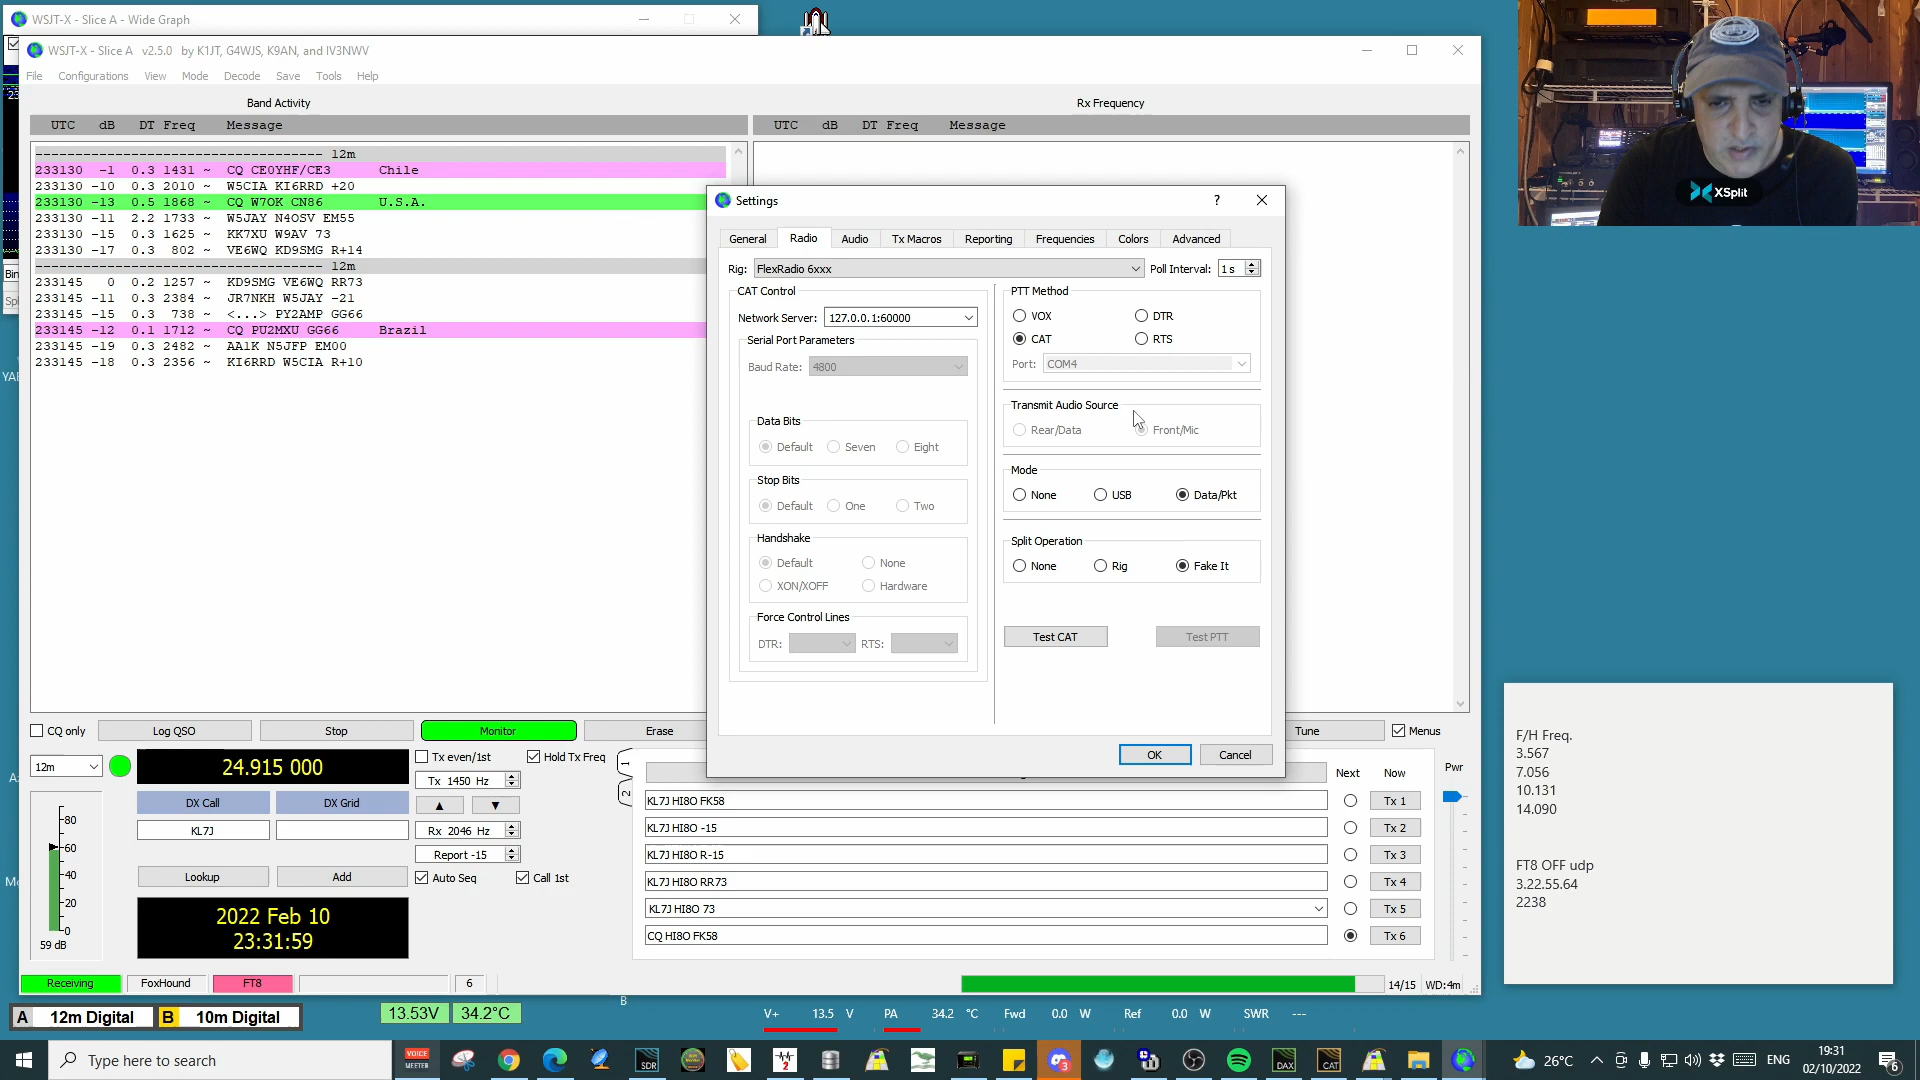 WSJT-X - Slice A - Wide Graph
WSJT-X - Slice A   v2.5.0   by K1JT, G4WJS, K9AN, and IV3NWV
File Configurations View Mode Decode Save Tools Help
Band Activity
Rx Frequency
UTC dB DT Freq Message
UTC dB DT Freq Message
------------------------------------ 12m
233130 -1 0.3 1431 ~ CQ CE0YHF/CE3 Chile
233130 -10 0.3 2010 ~ W5CIA KI6RRD +20
233130 -13 0.5 1868 ~ CQ W7OK CN86 U.S.A.
233130 -11 2.2 1733 ~ W5JAY N4OSV EM55
233130 -15 0.3 1625 ~ KK7XU W9AV 73
233130 -17 0.3 802 ~ VE6WQ KD9SMG R+14
------------------------------------ 12m
233145 0 0.2 1257 ~ KD9SMG VE6WQ RR73
233145 -11 0.3 2384 ~ JR7NKH W5JAY -21
233145 -15 0.3 738 ~ <...> PY2AMP GG66
233145 -12 0.1 1712 ~ CQ PU2MXU GG66 Brazil
233145 -19 0.3 2482 ~ AA1K N5JFP EM00
233145 -18 0.3 2356 ~ KI6RRD W5CIA R+10
Settings
?
General Radio Audio Tx Macros Reporting Frequencies Colors Advanced
Rig: FlexRadio 6xxx Poll Interval: 1 s
CAT Control
Network Server: 127.0.0.1:60000
Serial Port Parameters
Baud Rate: 4800
Data Bits
Default Seven Eight
Stop Bits
Default One Two
Handshake
Default None
XON/XOFF Hardware
Force Control Lines
DTR: RTS:
PTT Method
VOX DTR
CAT RTS
Port: COM4
Transmit Audio Source
Rear/Data Front/Mic
Mode
None USB Data/Pkt
Split Operation
None Rig Fake It
Test CAT Test PTT
OK Cancel
CQ only Log QSO Stop Monitor Erase Tune Menus
12m
24.915 000
Tx even/1st Hold Tx Freq
Tx 1450 Hz
DX Call DX Grid
KL7J
Rx 2046 Hz
Report -15
Lookup Add
Auto Seq Call 1st
2022 Feb 10
23:31:59
-80
-60
-40
-20
-0
59 dB
1
2
Next Now Pwr
KL7J HI8O FK58 Tx 1
KL7J HI8O -15 Tx 2
KL7J HI8O R-15 Tx 3
KL7J HI8O RR73 Tx 4
KL7J HI8O 73 Tx 5
CQ HI8O FK58 Tx 6
Receiving FoxHound FT8 6 14/15 WD:4m
XSplit
F/H Freq.
3.567
7.056
10.131
14.090
FT8 OFF udp
3.22.55.64
2238
A 12m Digital B 10m Digital
13.53V 34.2°C
B
V+ 13.5 V PA 34.2 °C Fwd 0.0 W Ref 0.0 W SWR ---
Type here to search
VOICE MEETER
SDR
2
3
DAX
CAT
26°C
ENG
19:31
02/10/2022
6